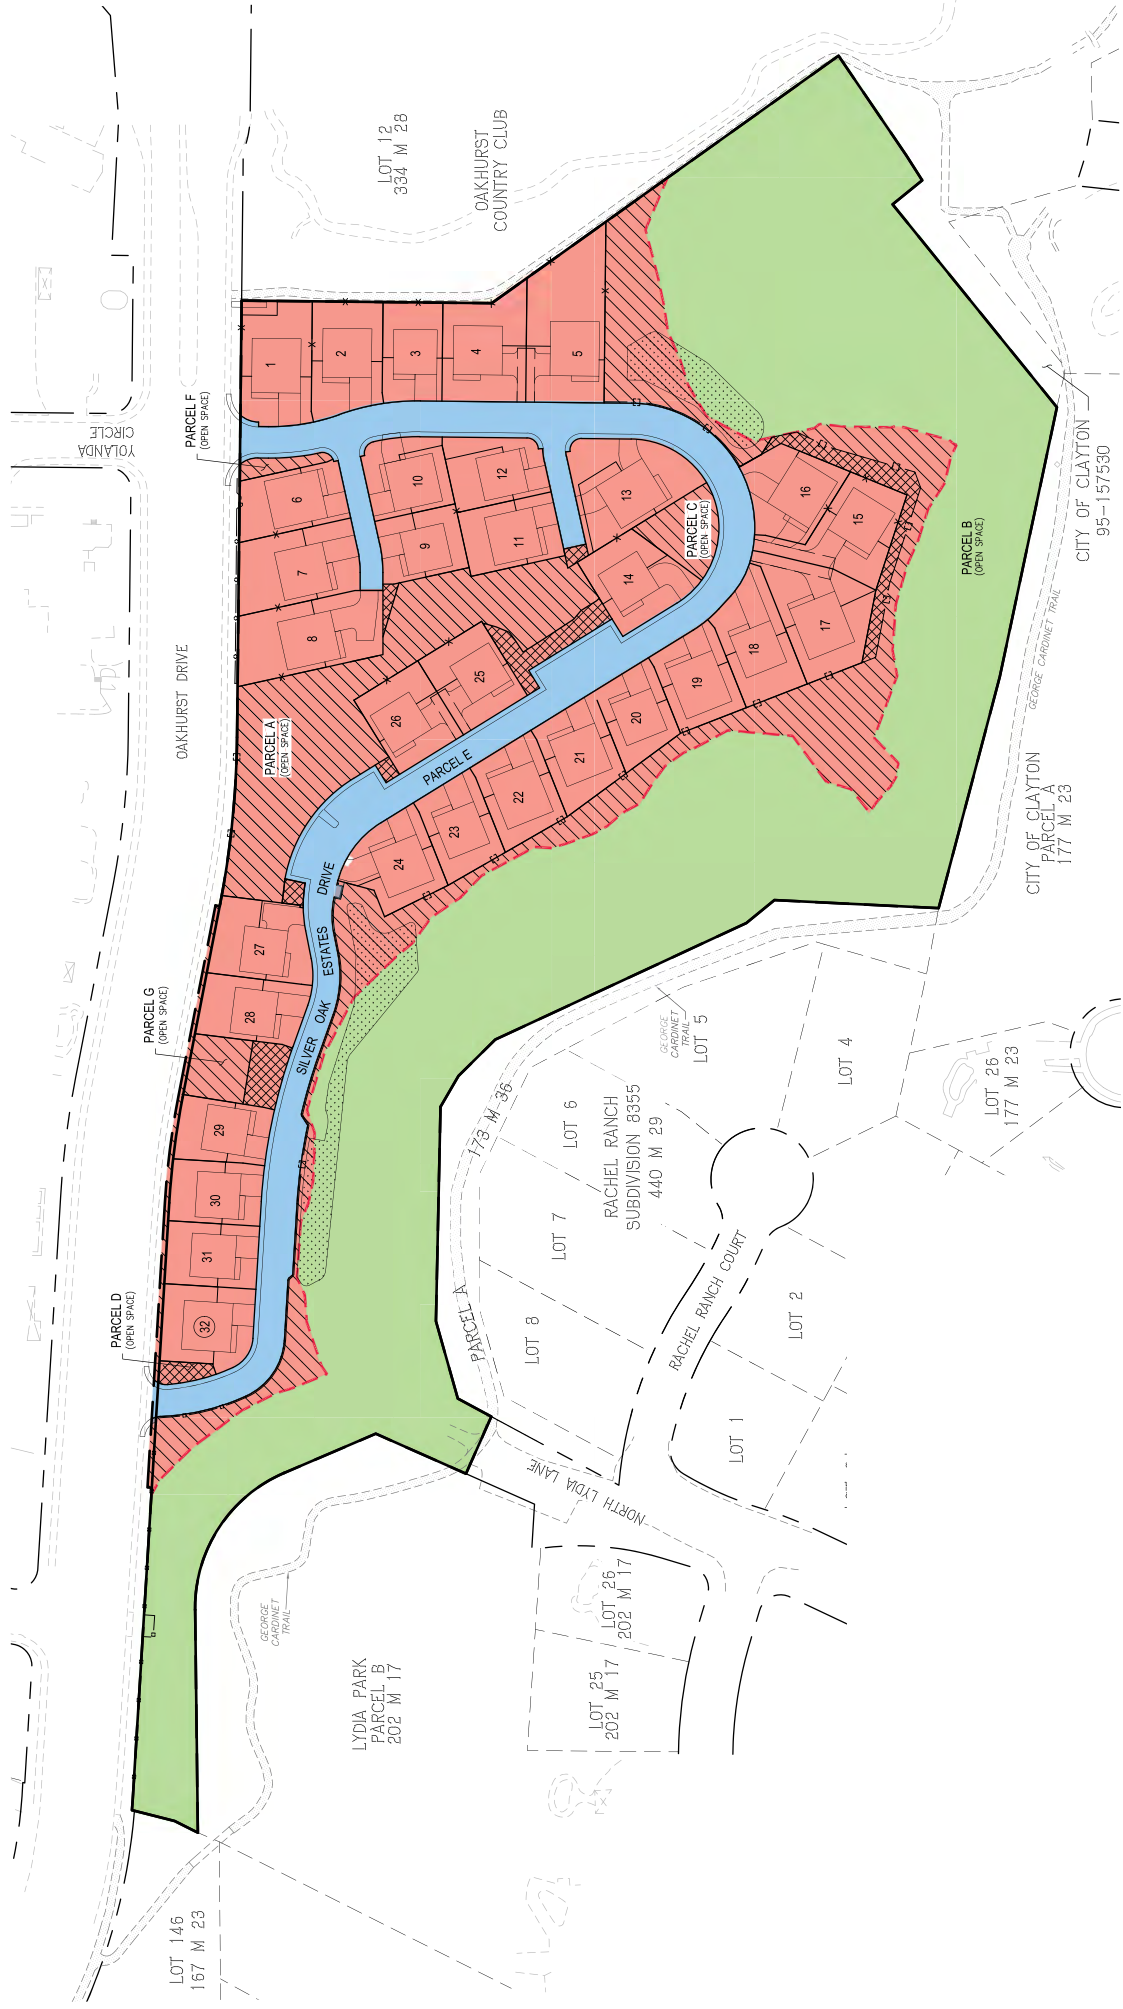 LOT 12
334 M 28
OAKHURST
COUNTRY CLUB
YOLANDA
CIRCLE
PARCEL F
(OPEN SPACE)
1
2
3
4
5
6
7
8
9
10
11
12
13
14
15
16
17
18
19
20
21
22
23
24
25
26
27
28
29
30
31
32
PARCEL C
(OPEN SPACE)
PARCEL B
(OPEN SPACE)
CITY OF CLAYTON
95-157530
GEORGE CARDINET TRAIL
OAKHURST DRIVE
PARCEL A
(OPEN SPACE)
PARCEL E
SILVER OAK ESTATES DRIVE
CITY OF CLAYTON
PARCEL A
177 M 23
PARCEL G
(OPEN SPACE)
PARCEL D
(OPEN SPACE)
GEORGE
CARDINET
TRAIL
LOT 5
LOT 4
LOT 26
177 M 23
173 M 36
LOT 6
RACHEL RANCH
SUBDIVISION 8355
440 M 29
LOT 7
PARCEL A
LOT 8
RACHEL RANCH COURT
LOT 2
LOT 1
NORTH LYDIA LANE
GEORGE
CARDINET
TRAIL
LOT 26
202 M 17
LOT 25
202 M 17
LYDIA PARK
PARCEL B
202 M 17
LOT 146
167 M 23